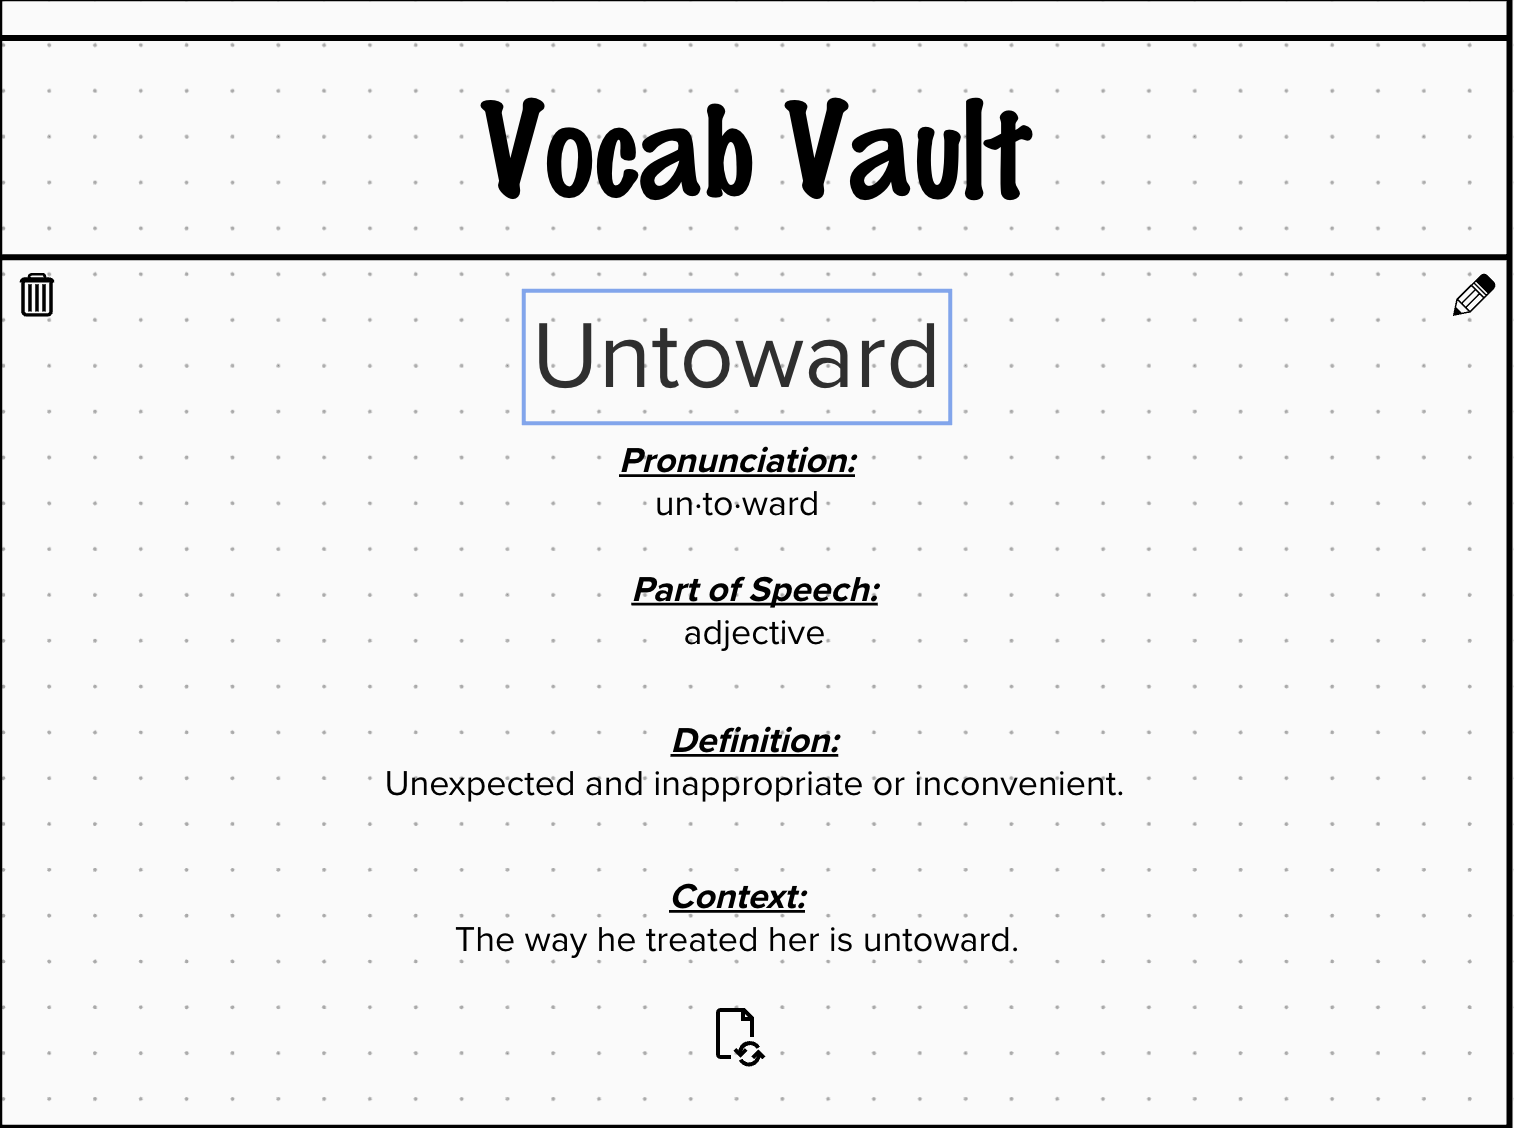 Vocab Vault
Untoward
Pronunciation:
un·to·ward
Part of Speech:
adjective
Definition:
Unexpected and inappropriate or inconvenient.
Context:
The way he treated her is untoward.